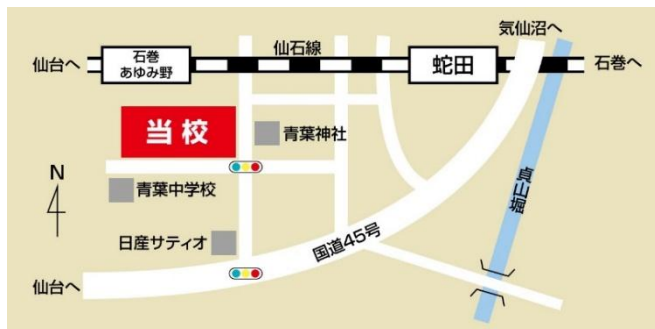 気仙沼へ
仙石線
仙台へ
石巻
あゆみ野
蛇田
石巻へ
当校
青葉神社
N
青葉中学校
貞山堀
日産サティオ
国道45号
仙台へ